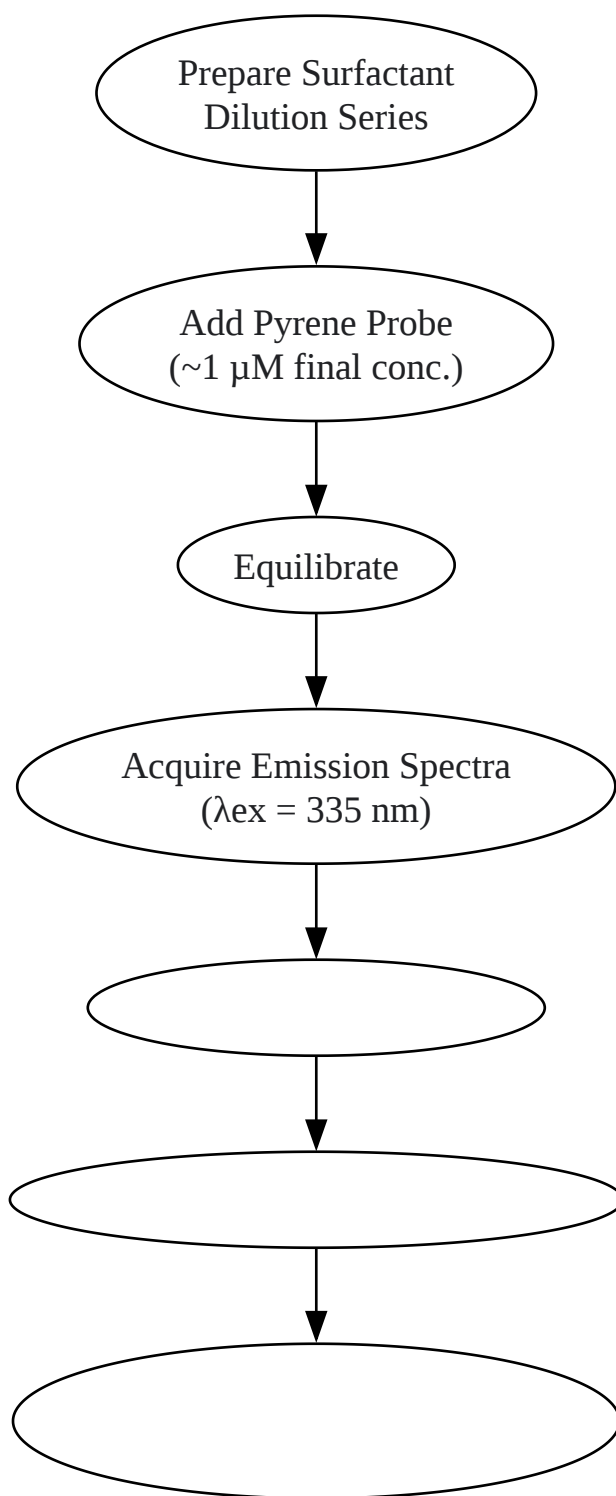 Prepare Surfactant
Dilution Series
Add Pyrene Probe
(~1 µM final conc.)
Equilibrate
Acquire Emission Spectra
(λex = 335 nm)